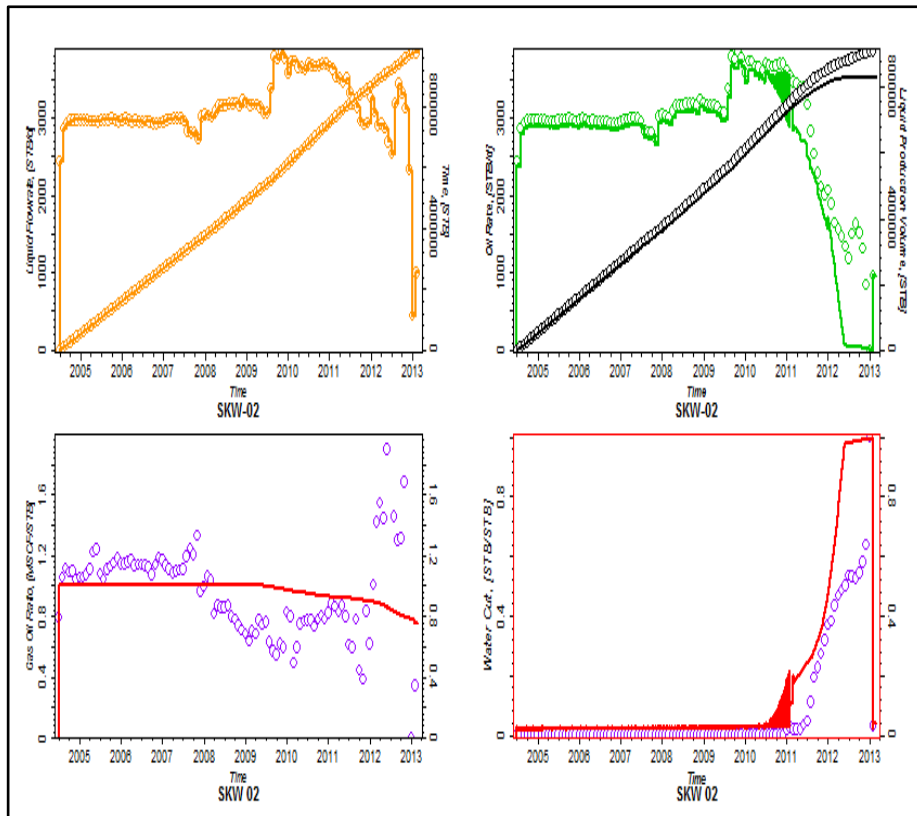 Liquid Flowrate, [STB/d]
3000
2000
1000
0
8000000
4000000
0
Time, [STB]
2005 2006 2007 2008 2009 2010 2011 2012 2013
Time
SKW-02
Oil Rate, [STB/d]
3000
2000
1000
0
8000000
4000000
0
Liquid Production Volume, [STB]
2005 2006 2007 2008 2009 2010 2011 2012 2013
Time
SKW-02
Gas Oil Ratio, [MSCF/STB]
1.6
1.2
0.8
0.4
0
1.6
1.2
0.8
0.4
0
2005 2006 2007 2008 2009 2010 2011 2012 2013
Time
SKW 02
Water Cut, [STB/STB]
0.8
0.4
0
0.8
0.4
0
2005 2006 2007 2008 2009 2010 2011 2012 2013
Time
SKW 02